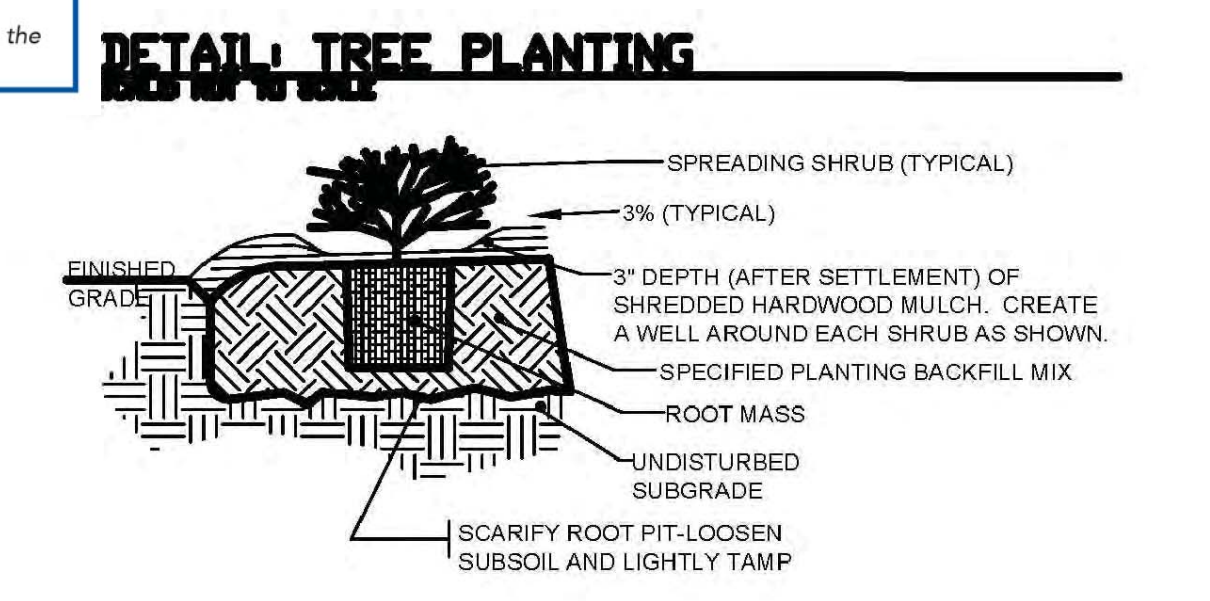 the
DETAIL: TREE PLANTING
SPREADING SHRUB (TYPICAL)
3% (TYPICAL)
FINISHED
GRADE
3" DEPTH (AFTER SETTLEMENT) OF
SHREDDED HARDWOOD MULCH. CREATE
A WELL AROUND EACH SHRUB AS SHOWN.
SPECIFIED PLANTING BACKFILL MIX
ROOT MASS
UNDISTURBED
SUBGRADE
SCARIFY ROOT PIT-LOOSEN
SUBSOIL AND LIGHTLY TAMP